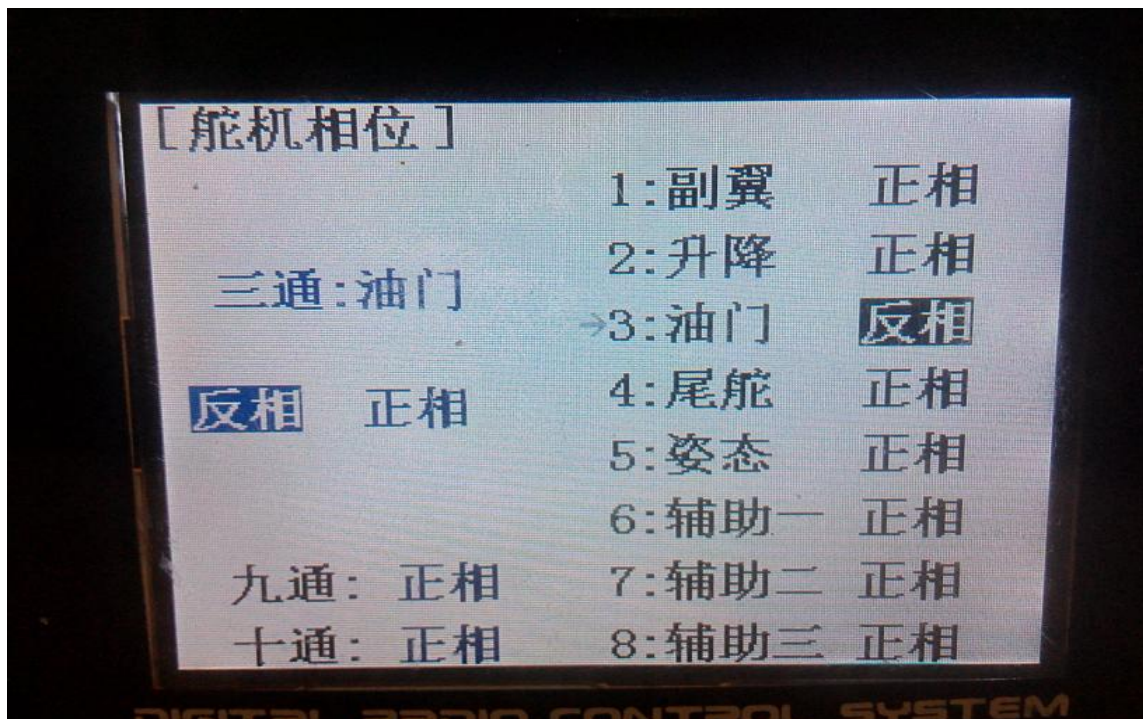 [舵机相位]
三通:油门
反相 正相
九通: 正相
十通: 正相
1:副翼 正相
2:升降 正相
→3:油门 反相
4:尾舵 正相
5:姿态 正相
6:辅助一 正相
7:辅助二 正相
8:辅助三 正相
DIGITAL RADIO CONTROL SYSTEM